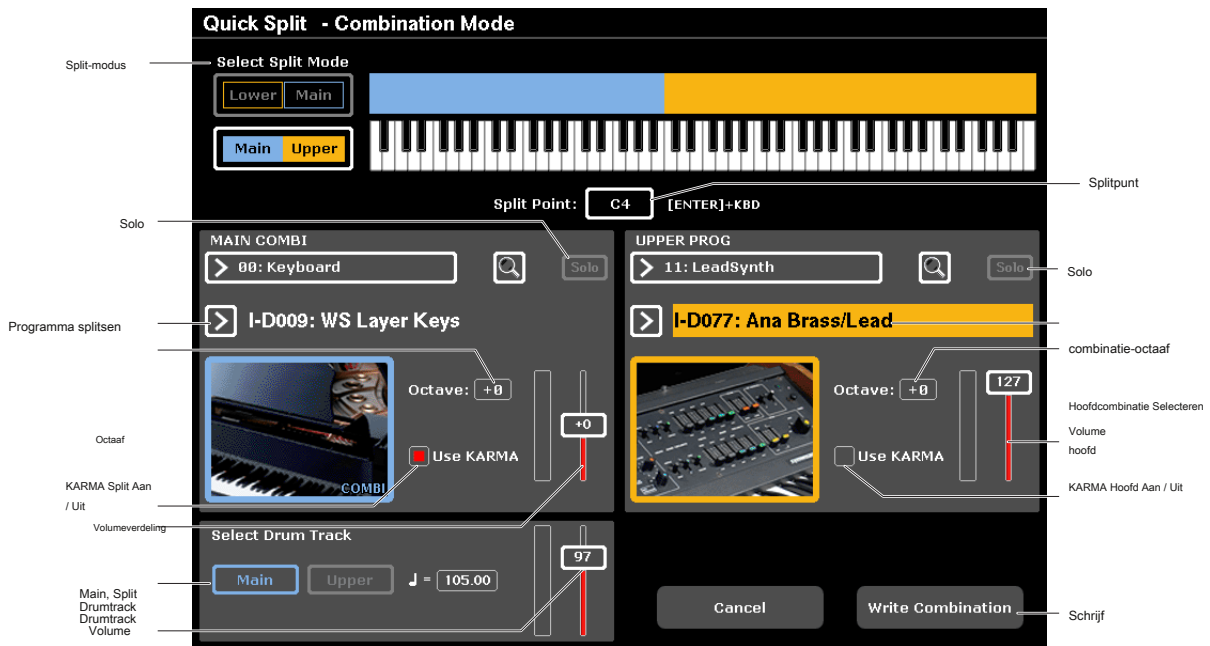 Quick Split - Combination Mode
Split-modus
Select Split Mode
Lower Main
Main Upper
Splitpunt
Split Point: C4 [ENTER]+KBD
Solo
MAIN COMBI
00: Keyboard
Solo
UPPER PROG
11: LeadSynth
Solo
Solo
Programma splitsen
I-D009: WS Layer Keys
I-D077: Ana Brass/Lead
combinatie-octaaf
Octave: +0
+0
Use KARMA
COMBI
Octave: +0
127
Use KARMA
Hoofdcombinatie Selecteren
Volume
hoofd
Octaaf
KARMA Split Aan
/ Uit
KARMA Hoofd Aan / Uit
Volumeverdeling
Select Drum Track
97
Main Upper ♩ = 105.00
Main, Split
Drumtrack
Drumtrack
Volume
Cancel
Write Combination
Schrijf